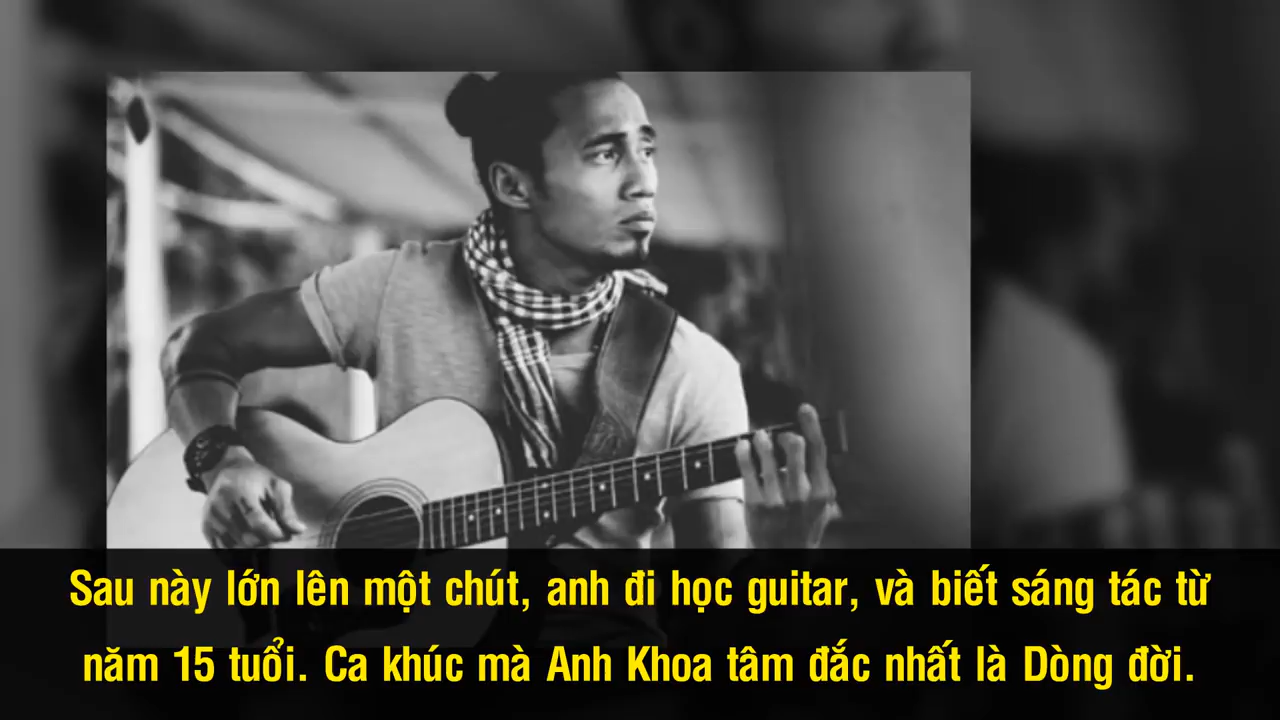 Sau này lớn lên một chút, anh đi học guitar, và biết sáng tác từ
năm 15 tuổi. Ca khúc mà Anh Khoa tâm đắc nhất là Dòng đời.